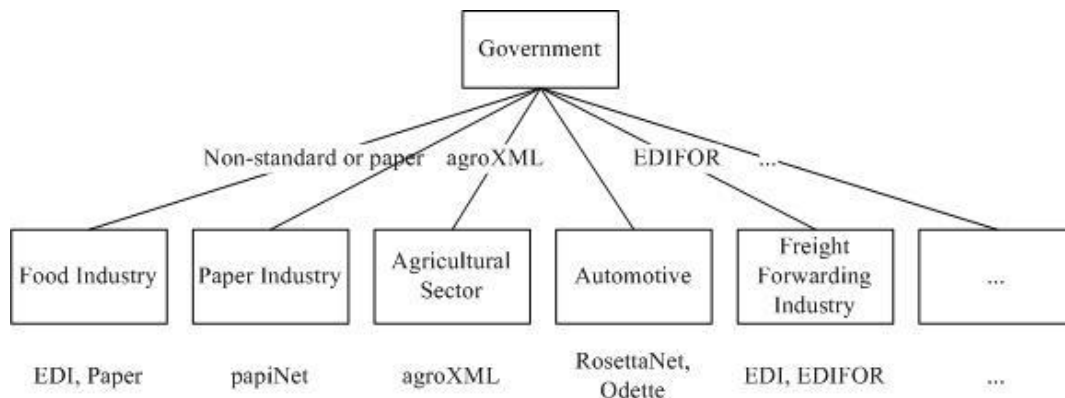 Government
Non-standard or paper
agroXML
EDIFOR
...
Food Industry
Paper Industry
Agricultural
Sector
Automotive
Freight
Forwarding
Industry
...
EDI, Paper
papiNet
agroXML
RosettaNet,
Odette
EDI, EDIFOR
...